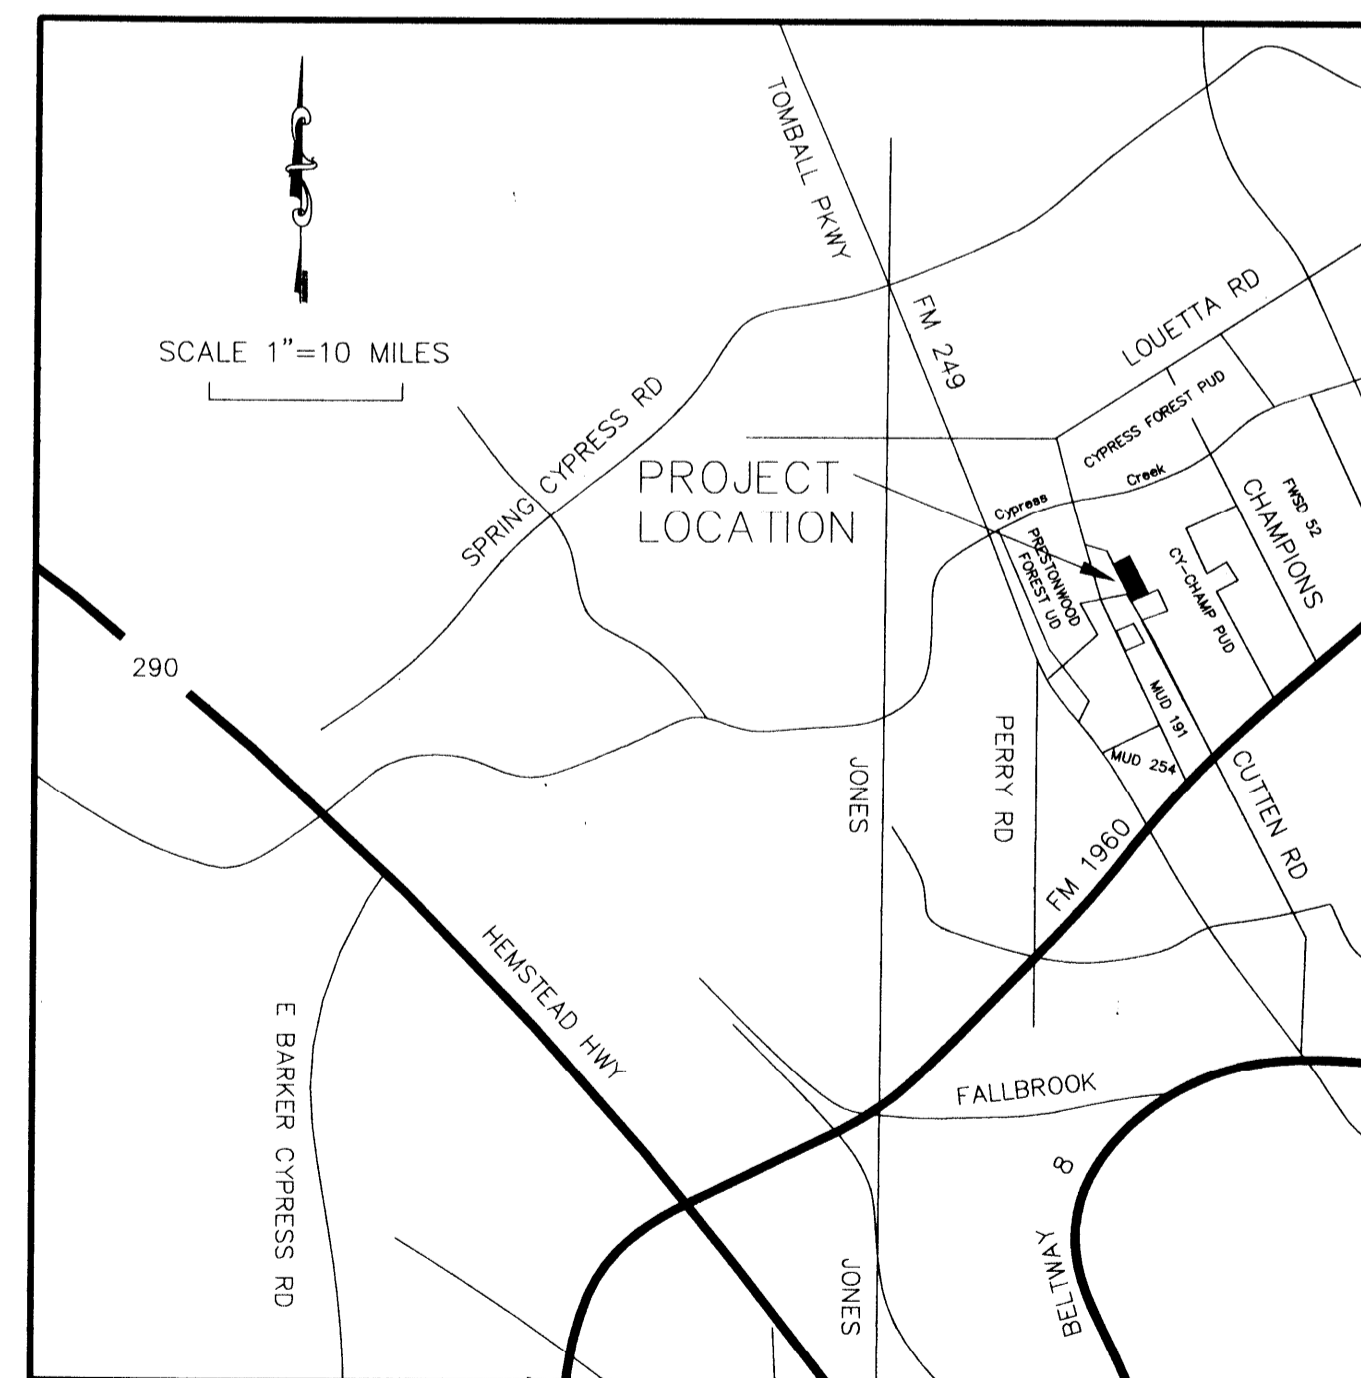 TOMBALL PKWY
SCALE 1"=10 MILES
FM 249
LOUETTA RD
SPRING CYPRESS RD
CYPRESS FOREST PUD
PROJECT
LOCATION
Cypress Creek
FWSD 52
CHAMPIONS
PRESTONWOOD
FOREST UD
CY-CHAMP PUD
290
MUD 191
PERRY RD
MUD 254
JONES
CUTTEN RD
FM 1960
HEMSTEAD HWY
E BARKER CYPRESS RD
FALLBROOK
BELTWAY 8
JONES